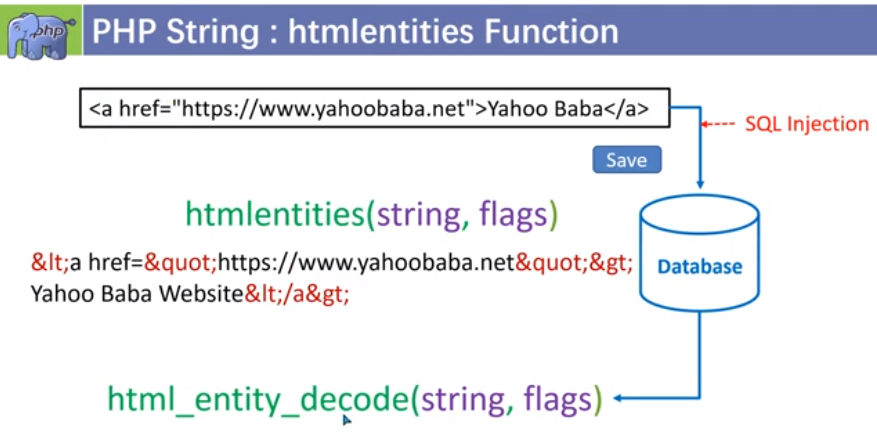 php
PHP String : htmlentities Function
<a href="https://www.yahoobaba.net">Yahoo Baba</a>
SQL Injection
Save
htmlentities(string, flags)
&lt;a href=&quot;https://www.yahoobaba.net&quot;&gt;
Yahoo Baba Website&lt;/a&gt;
Database
html_entity_decode(string, flags)